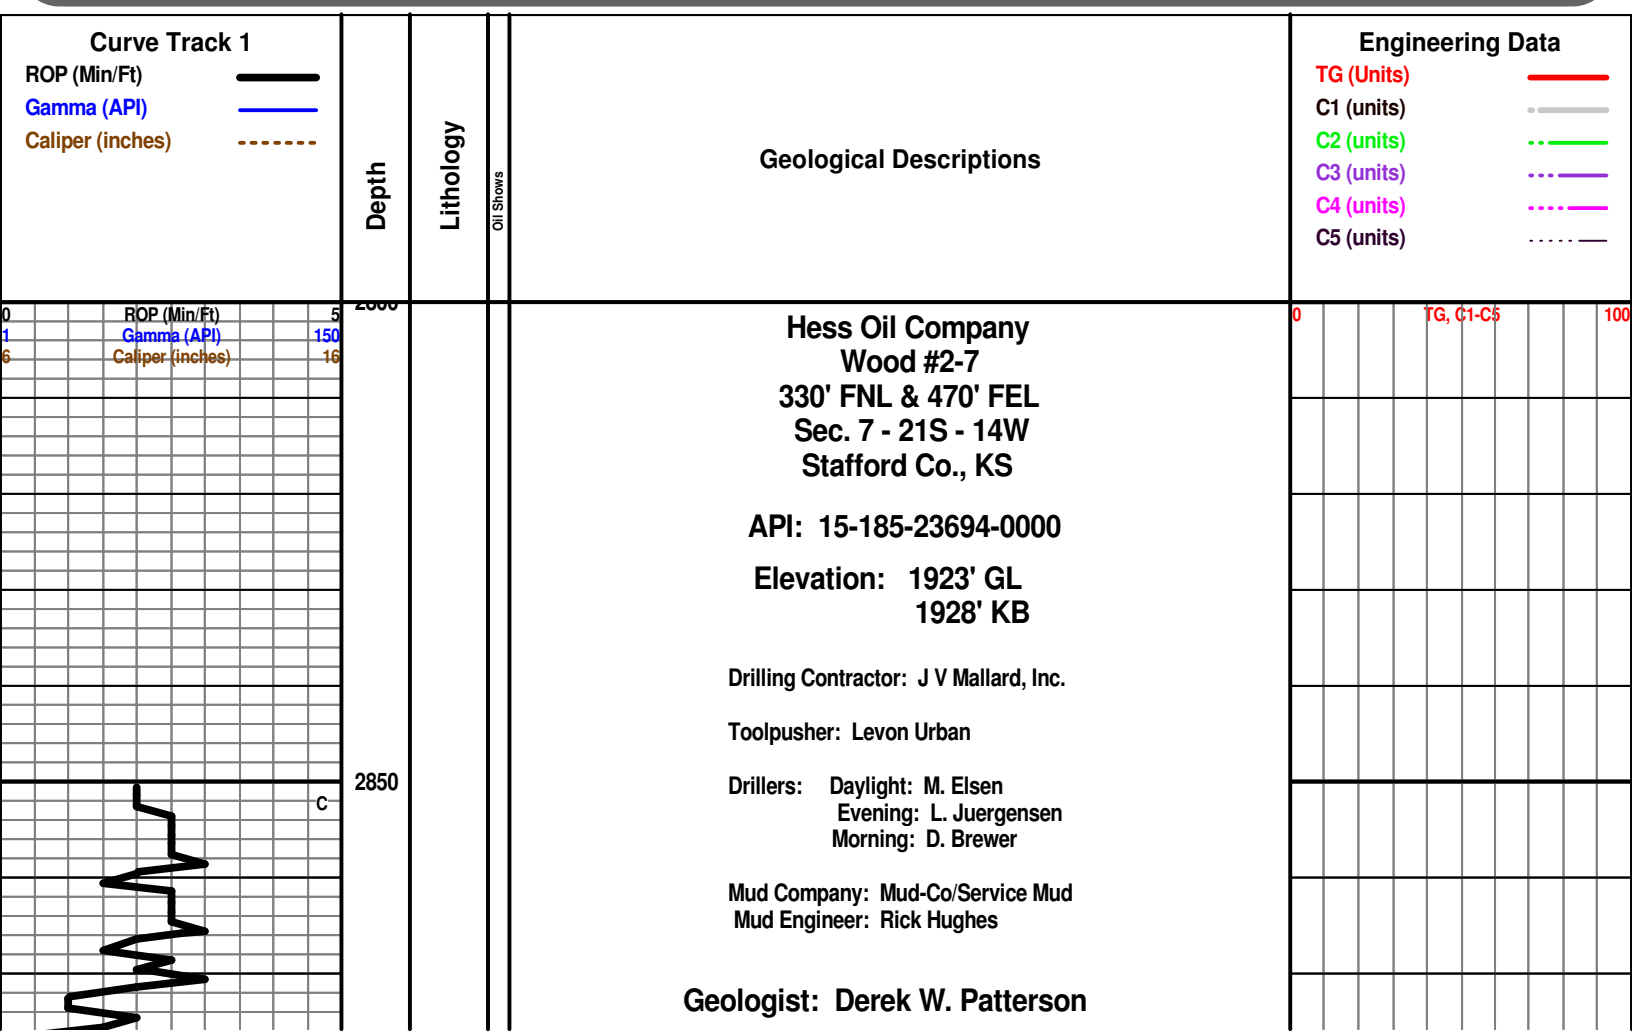 Curve Track 1
ROP (Min/Ft)
Gamma (API)
Caliper (inches)
Depth
Lithology
Oil Shows
Geological Descriptions
Engineering Data
TG (Units)
C1 (units)
C2 (units)
C3 (units)
C4 (units)
C5 (units)
0 ROP (Min/Ft) 5
1 Gamma (API) 150
6 Caliper (inches) 16
0 TG, C1-C5 100
Hess Oil Company
Wood #2-7
330' FNL & 470' FEL
Sec. 7 - 21S - 14W
Stafford Co., KS
API: 15-185-23694-0000
Elevation: 1923' GL
1928' KB
Drilling Contractor: J V Mallard, Inc.
Toolpusher: Levon Urban
2850
C
Drillers: Daylight: M. Elsen
Evening: L. Juergensen
Morning: D. Brewer
Mud Company: Mud-Co/Service Mud
Mud Engineer: Rick Hughes
Geologist: Derek W. Patterson